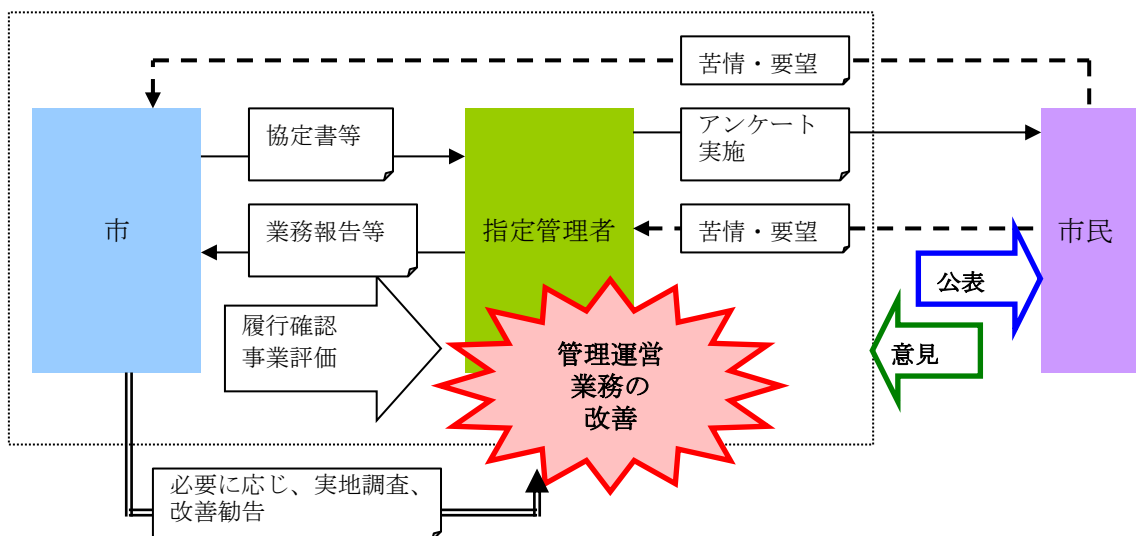 苦情・要望
協定書等
アンケート
実施
市
業務報告等
指定管理者
苦情・要望
市民
公表
履行確認
事業評価
意見
管理運営
業務の
改善
必要に応じ、実地調査、
改善勧告